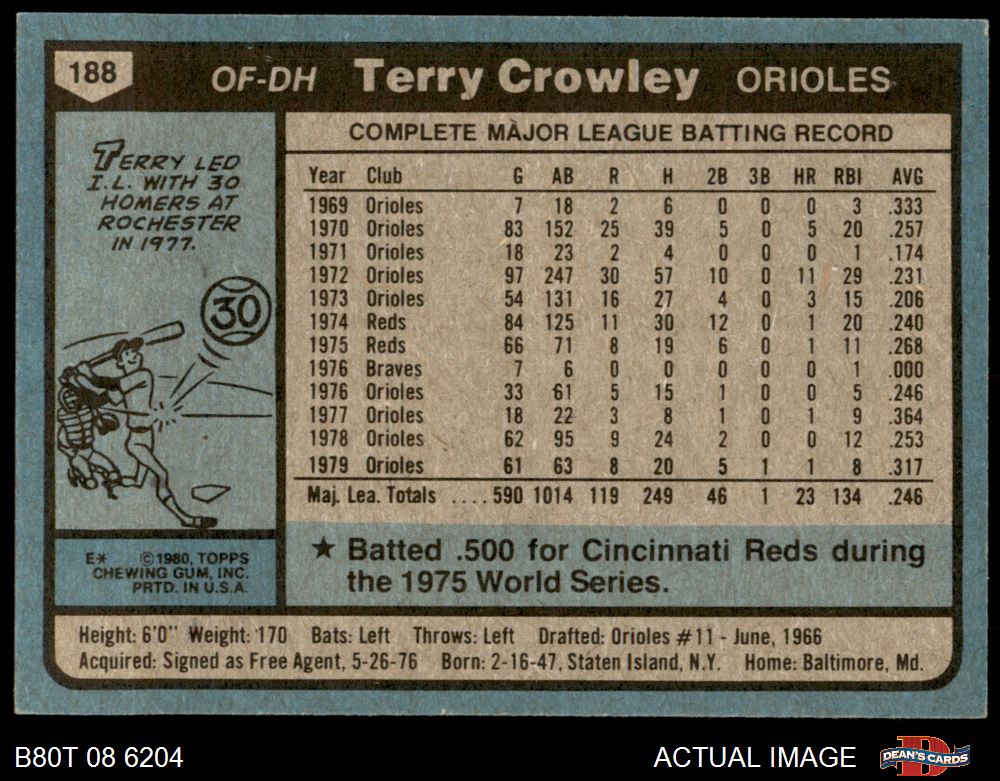 188 OF-DH Terry Crowley ORIOLES
TERRY LED
I.L. WITH 30
HOMERS AT
ROCHESTER
IN 1977.
30
E* ©1980, TOPPS
CHEWING GUM, INC.
PRTD. IN U.S.A.
COMPLETE MAJOR LEAGUE BATTING RECORD
Year Club G AB R H 2B 3B HR RBI AVG
1969 Orioles 7 18 2 6 0 0 0 3 .333
1970 Orioles 83 152 25 39 5 0 5 20 .257
1971 Orioles 18 23 2 4 0 0 0 1 .174
1972 Orioles 97 247 30 57 10 0 11 29 .231
1973 Orioles 54 131 16 27 4 0 3 15 .206
1974 Reds 84 125 11 30 12 0 1 20 .240
1975 Reds 66 71 8 19 6 0 1 11 .268
1976 Braves 7 6 0 0 0 0 0 1 .000
1976 Orioles 33 61 5 15 1 0 0 5 .246
1977 Orioles 18 22 3 8 1 0 1 9 .364
1978 Orioles 62 95 9 24 2 0 0 12 .253
1979 Orioles 61 63 8 20 5 1 1 8 .317
Maj. Lea. Totals ....590 1014 119 249 46 1 23 134 .246
★ Batted .500 for Cincinnati Reds during
the 1975 World Series.
Height: 6'0" Weight: 170 Bats: Left Throws: Left Drafted: Orioles #11 - June, 1966
Acquired: Signed as Free Agent, 5-26-76 Born: 2-16-47, Staten Island, N.Y. Home: Baltimore, Md.
B80T 08 6204 ACTUAL IMAGE DEAN'S CARDS